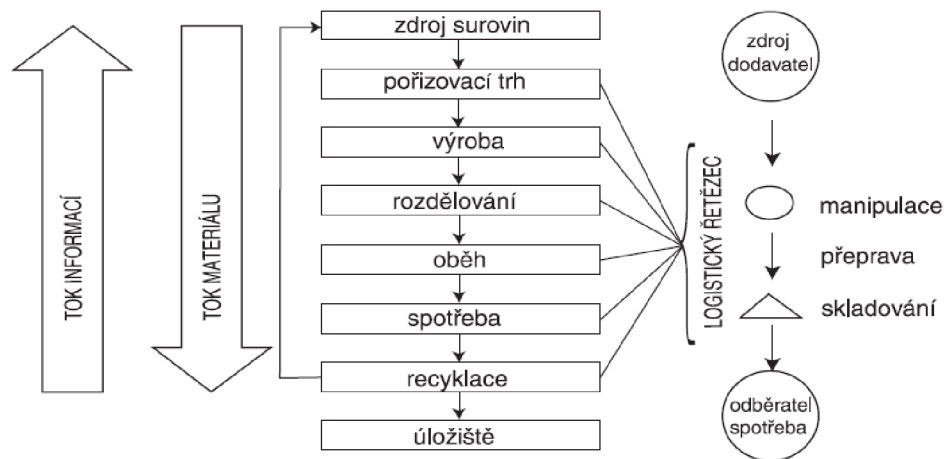 TOK INFORMACÍ
TOK MATERIÁLU
zdroj surovin
pořizovací trh
výroba
rozdělování
oběh
spotřeba
recyklace
úložiště
LOGISTICKÝ ŘETĚZEC
zdroj
dodavatel
manipulace
přeprava
skladování
odběratel
spotřeba